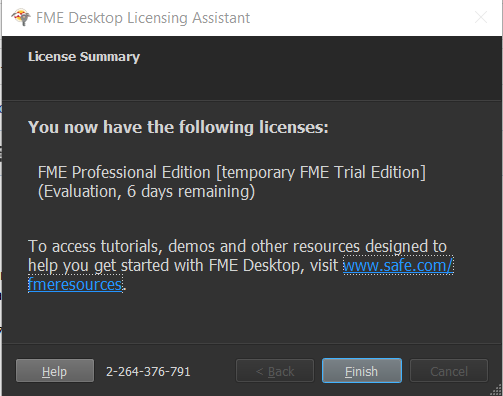 FME Desktop Licensing Assistant
License Summary
You now have the following licenses:
FME Professional Edition [temporary FME Trial Edition]
(Evaluation, 6 days remaining)
To access tutorials, demos and other resources designed to
help you get started with FME Desktop, visit www.safe.com/
fmeresources.
Help 2-264-376-791 < Back Finish Cancel